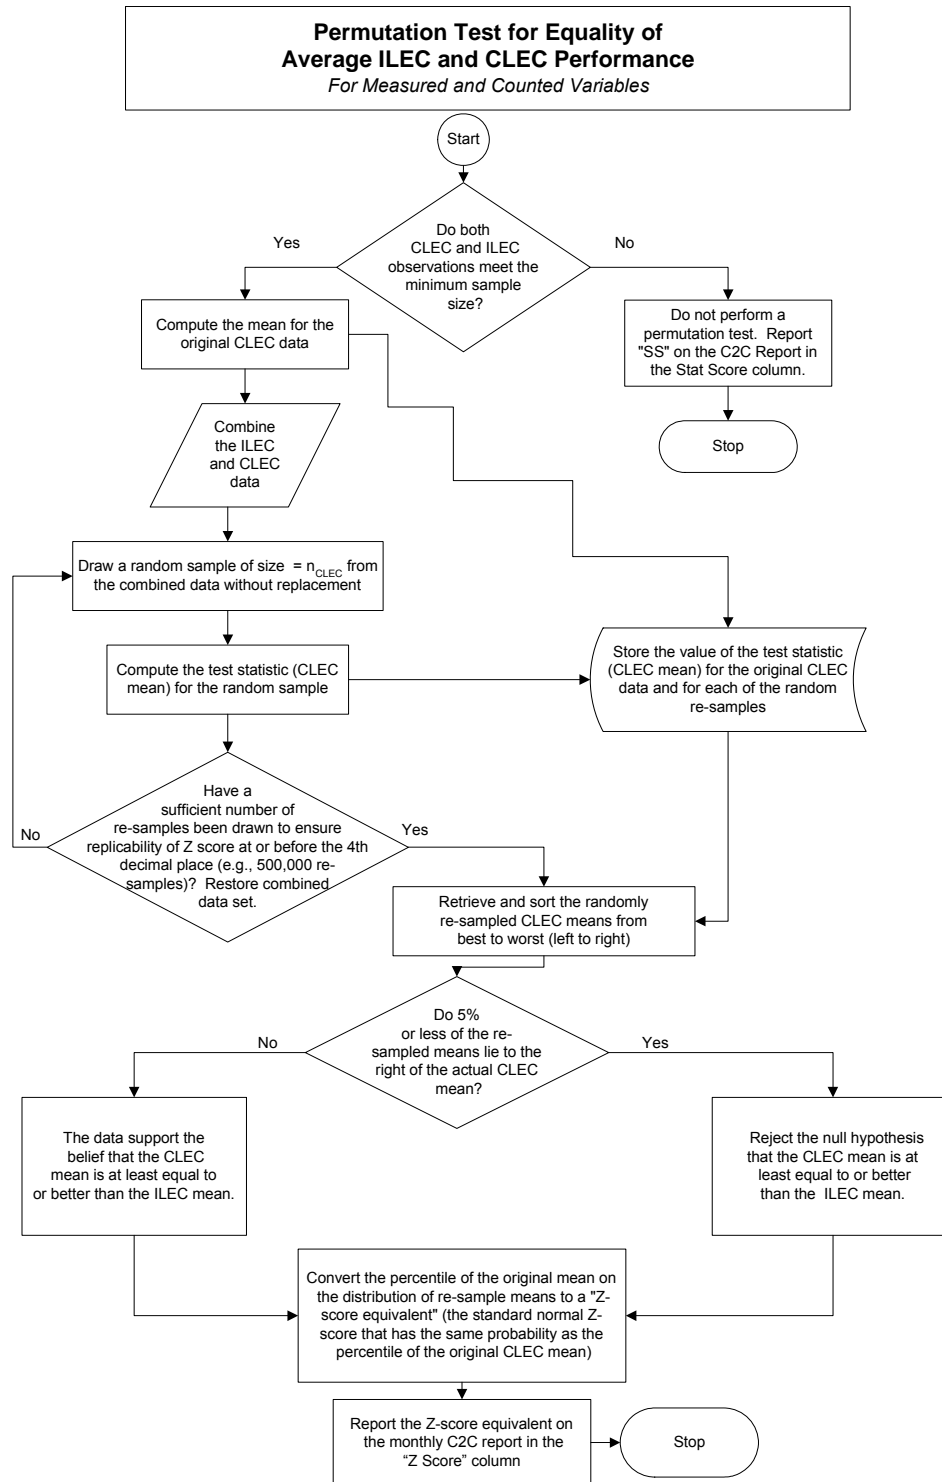 Permutation Test for Equality of
Average ILEC and CLEC Performance
For Measured and Counted Variables
Start
Do both
CLEC and ILEC
observations meet the
minimum sample
size?
Yes
No
Compute the mean for the
original CLEC data
Do not perform a
permutation test. Report
"SS" on the C2C Report in
the Stat Score column.
Stop
Combine
the ILEC
and CLEC
data
Draw a random sample of size = nCLEC from
the combined data without replacement
Compute the test statistic (CLEC
mean) for the random sample
Store the value of the test statistic
(CLEC mean) for the original CLEC
data and for each of the random
re-samples
Have a
sufficient number of
re-samples been drawn to ensure
replicability of Z score at or before the 4th
decimal place (e.g., 500,000 re-
samples)? Restore combined
data set.
No
Yes
Retrieve and sort the randomly
re-sampled CLEC means from
best to worst (left to right)
Do 5%
or less of the re-
sampled means lie to the
right of the actual CLEC
mean?
No
Yes
The data support the
belief that the CLEC
mean is at least equal to
or better than the ILEC mean.
Reject the null hypothesis
that the CLEC mean is at
least equal to or better
than the ILEC mean.
Convert the percentile of the original mean on
the distribution of re-sample means to a "Z-
score equivalent" (the standard normal Z-
score that has the same probability as the
percentile of the original CLEC mean)
Report the Z-score equivalent on
the monthly C2C report in the
“Z Score” column
Stop